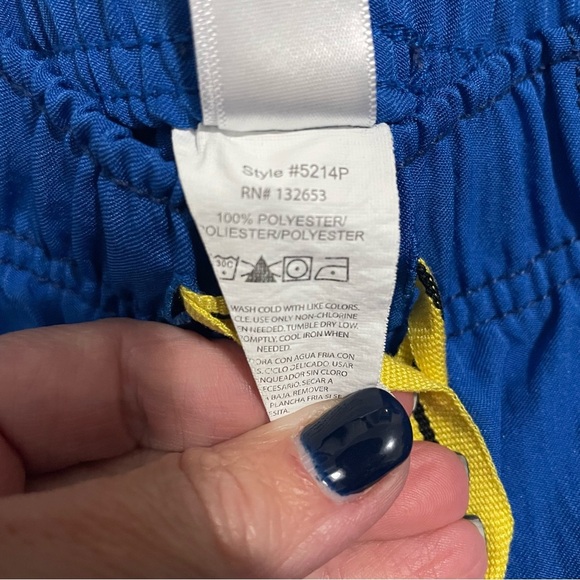 Style #5214P
RN# 132653
100% POLYESTER/
POLIESTER/POLYESTER
30C
WASH COLD WITH LIKE COLORS.
USE ONLY NON-CHLORINE
WHEN NEEDED. TUMBLE DRY LOW.
PROMPTLY. COOL IRON WHEN
NEEDED.
CON AGUA FRIA CON
CICLO DELICADO. USAR
BLANQUEADOR SIN CLORO
NECESARIO. SECAR A
BAJA. REMOVER
PLANCHA FRIA SI SE